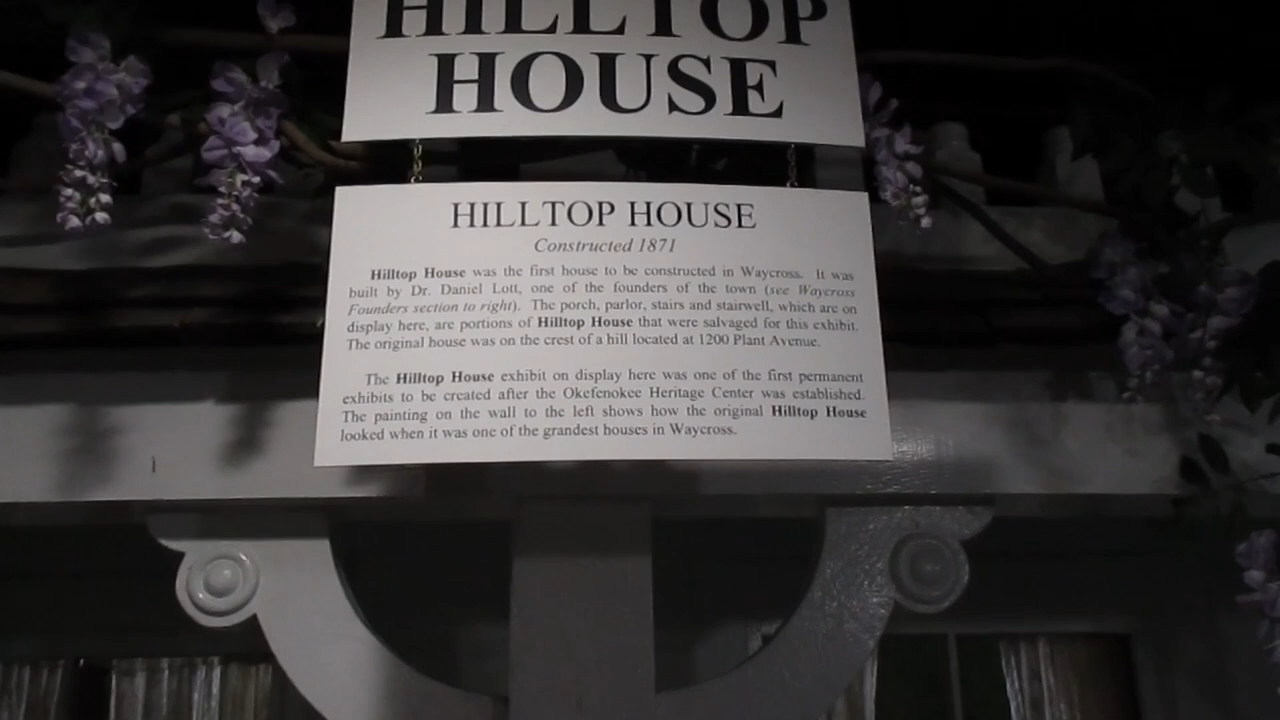 HILLTOP
HOUSE
HILLTOP HOUSE
Constructed 1871
Hilltop House was the first house to be constructed in Waycross. It was
built by Dr. Daniel Lott, one of the founders of the town (see Waycross
Founders section to right). The porch, parlor, stairs and stairwell, which are on
display here, are portions of Hilltop House that were salvaged for this exhibit.
The original house was on the crest of a hill located at 1200 Plant Avenue.
The Hilltop House exhibit on display here was one of the first permanent
exhibits to be created after the Okefenokee Heritage Center was established.
The painting on the wall to the left shows how the original Hilltop House
looked when it was one of the grandest houses in Waycross.